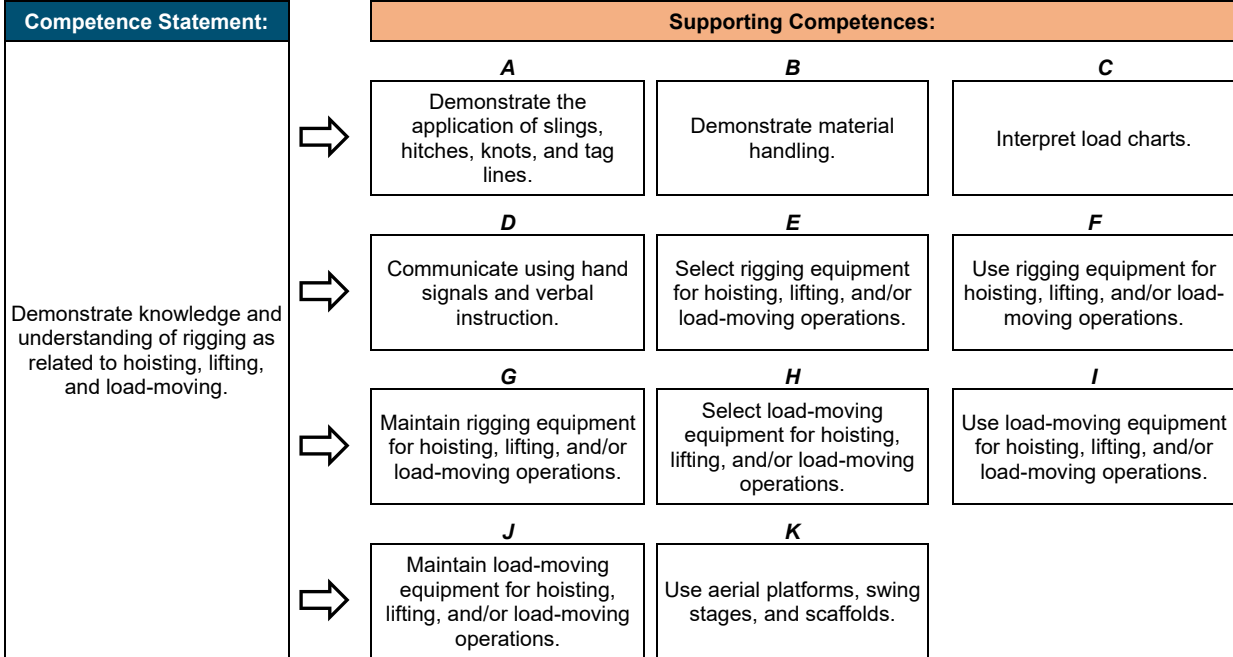 Competence Statement:
Supporting Competences:
Demonstrate knowledge and
understanding of rigging as
related to hoisting, lifting,
and load-moving.
A
Demonstrate the
application of slings,
hitches, knots, and tag
lines.
B
Demonstrate material
handling.
C
Interpret load charts.
D
Communicate using hand
signals and verbal
instruction.
E
Select rigging equipment
for hoisting, lifting, and/or
load-moving operations.
F
Use rigging equipment for
hoisting, lifting, and/or load-
moving operations.
G
Maintain rigging equipment
for hoisting, lifting, and/or
load-moving operations.
H
Select load-moving
equipment for hoisting,
lifting, and/or load-moving
operations.
I
Use load-moving equipment
for hoisting, lifting, and/or
load-moving operations.
J
Maintain load-moving
equipment for hoisting,
lifting, and/or load-moving
operations.
K
Use aerial platforms, swing
stages, and scaffolds.